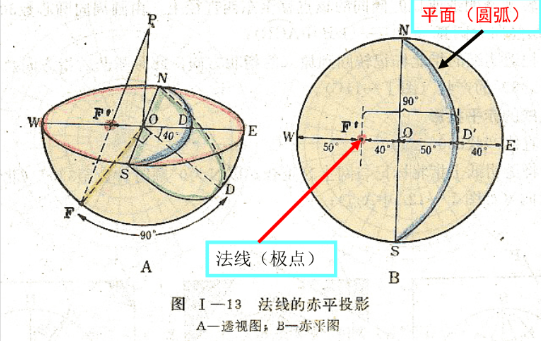 平面（圆弧）
P
N
W
F'
O
D'
E
40°
S
F
D
90°
A
N
90°
W
F'
O
D'
E
50°
40°
50°
40°
S
B
法线（极点）
图 Ⅰ—13 法线的赤平投影
A—透视图；B—赤平图